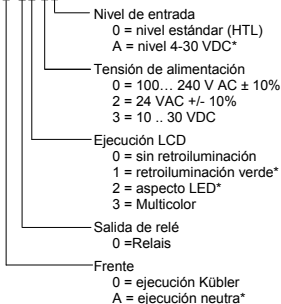 Nivel de entrada
0 = nivel estándar (HTL)
A = nivel 4-30 VDC*
Tensión de alimentación
0 = 100... 240 V AC ± 10%
2 = 24 VAC +/- 10%
3 = 10 .. 30 VDC
Ejecución LCD
0 = sin retroiluminación
1 = retroiluminación verde*
2 = aspecto LED*
3 = Multicolor
Salida de relé
0 =Relais
Frente
0 = ejecución Kübler
A = ejecución neutra*